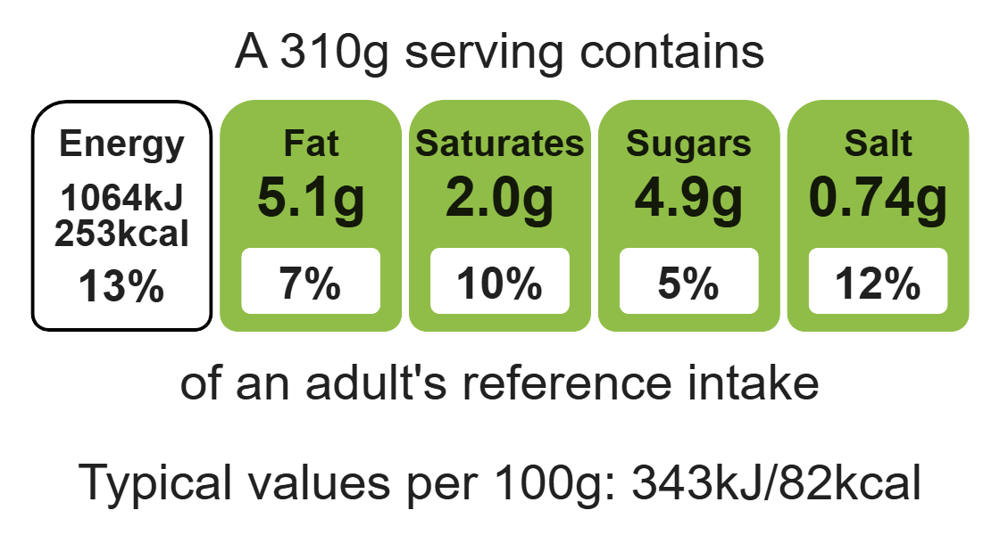 A 310g serving contains
Energy
1064kJ
253kcal
13%
Fat
5.1g
7%
Saturates
2.0g
10%
Sugars
4.9g
5%
Salt
0.74g
12%
of an adult's reference intake
Typical values per 100g: 343kJ/82kcal